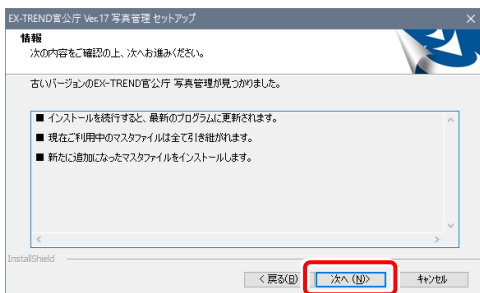 EX-TREND官公庁 Ver.17 写真管理 セットアップ
情報
次の内容をご確認の上、次へお進みください。
古いバージョンのEX-TREND官公庁 写真管理が見つかりました。
■ インストールを続行すると、最新のプログラムに更新されます。
■ 現在ご利用中のマスタファイルは全て引き継がれます。
■ 新たに追加になったマスタファイルをインストールします。
InstallShield
< 戻る(B)
次へ (N)>
キャンセル